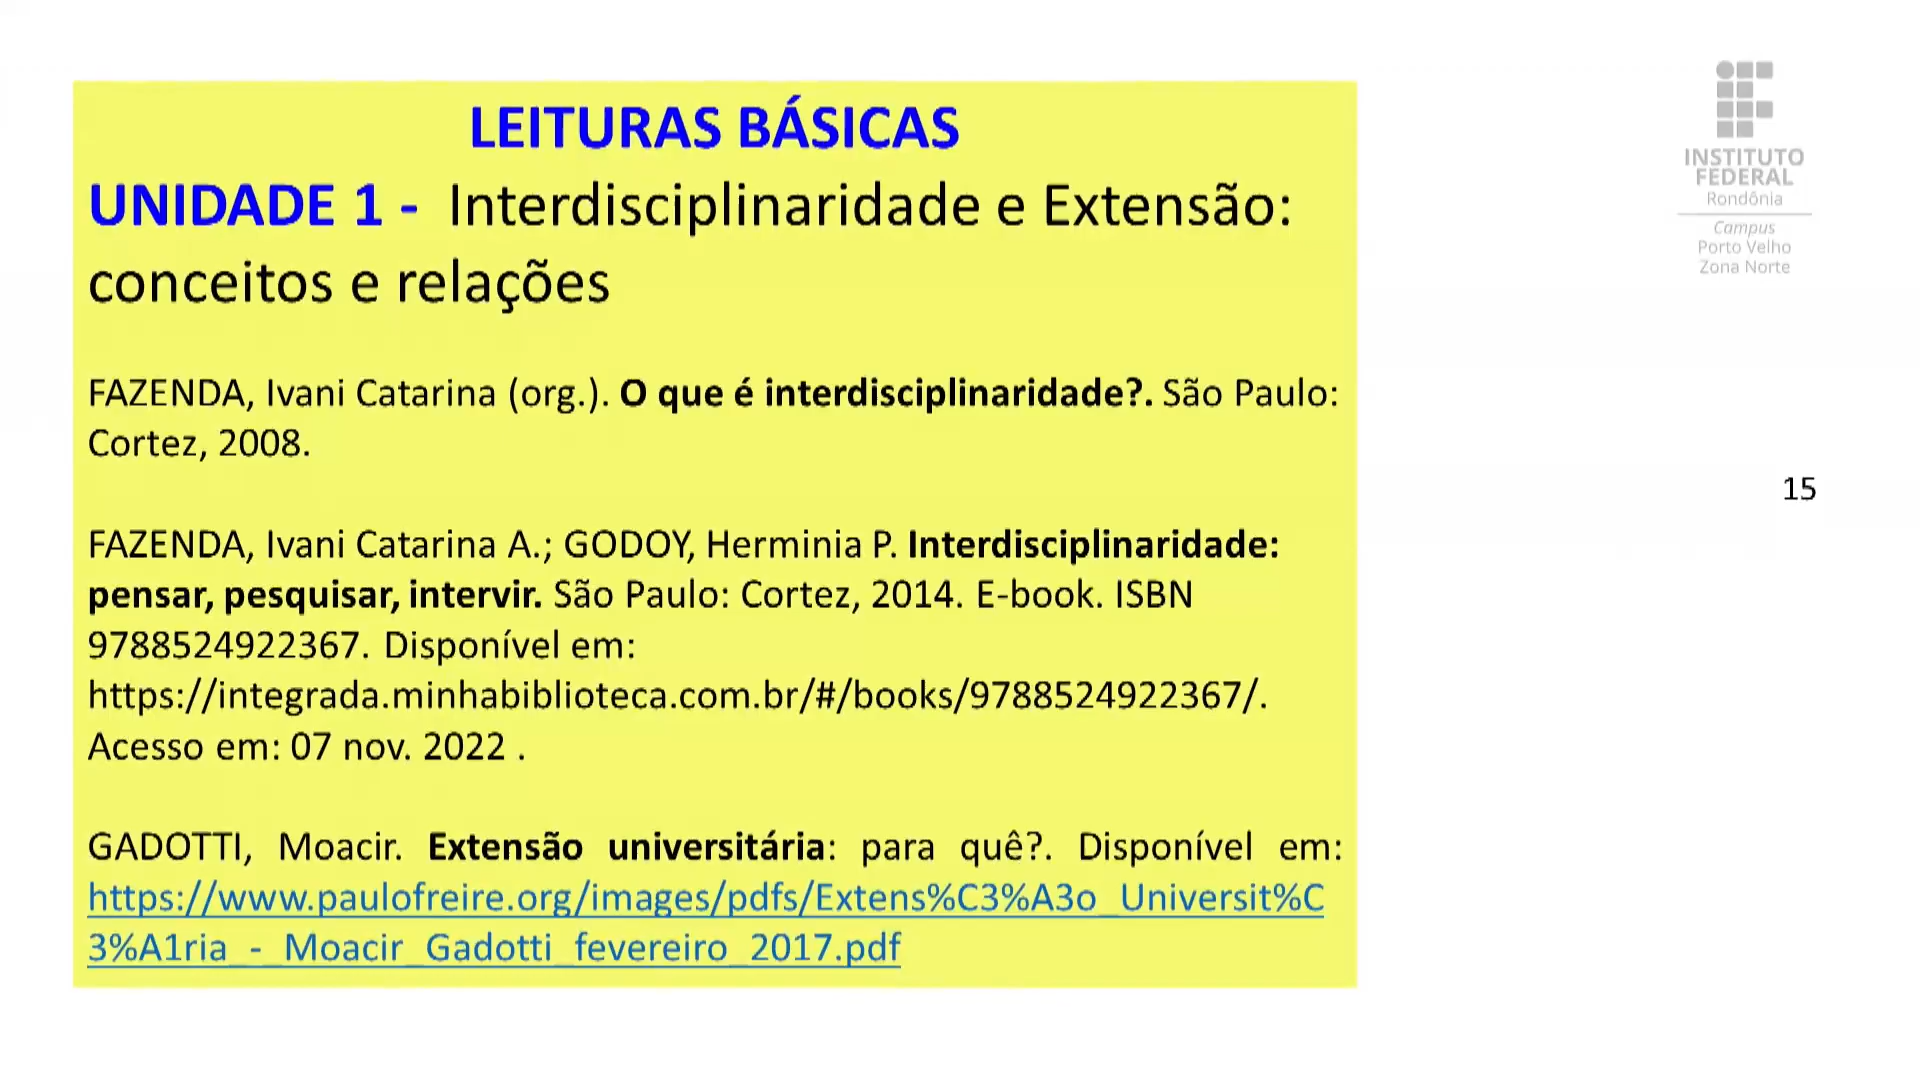 LEITURAS BÁSICAS
UNIDADE 1 - Interdisciplinaridade e Extensão:
conceitos e relações
FAZENDA, Ivani Catarina (org.). O que é interdisciplinaridade?. São Paulo:
Cortez, 2008.
FAZENDA, Ivani Catarina A.; GODOY, Herminia P. Interdisciplinaridade:
pensar, pesquisar, intervir. São Paulo: Cortez, 2014. E-book. ISBN
9788524922367. Disponível em:
https://integrada.minhabiblioteca.com.br/#/books/9788524922367/.
Acesso em: 07 nov. 2022 .
GADOTTI, Moacir. Extensão universitária: para quê?. Disponível em:
https://www.paulofreire.org/images/pdfs/Extens%C3%A3o_Universit%C
3%A1ria_-_Moacir_Gadotti_fevereiro_2017.pdf
INSTITUTO
FEDERAL
Rondônia
Campus
Porto Velho
Zona Norte
15